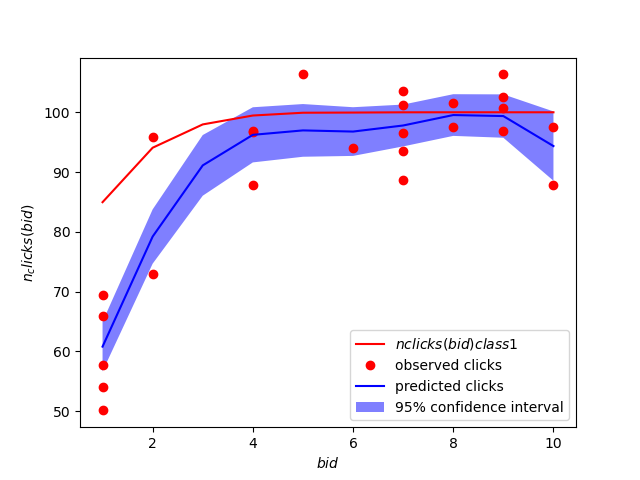 100
90
80
70
60
50
n_clicks(bid)
nclicks(bid)class1
observed clicks
predicted clicks
95% confidence interval
2 4 6 8 10
bid